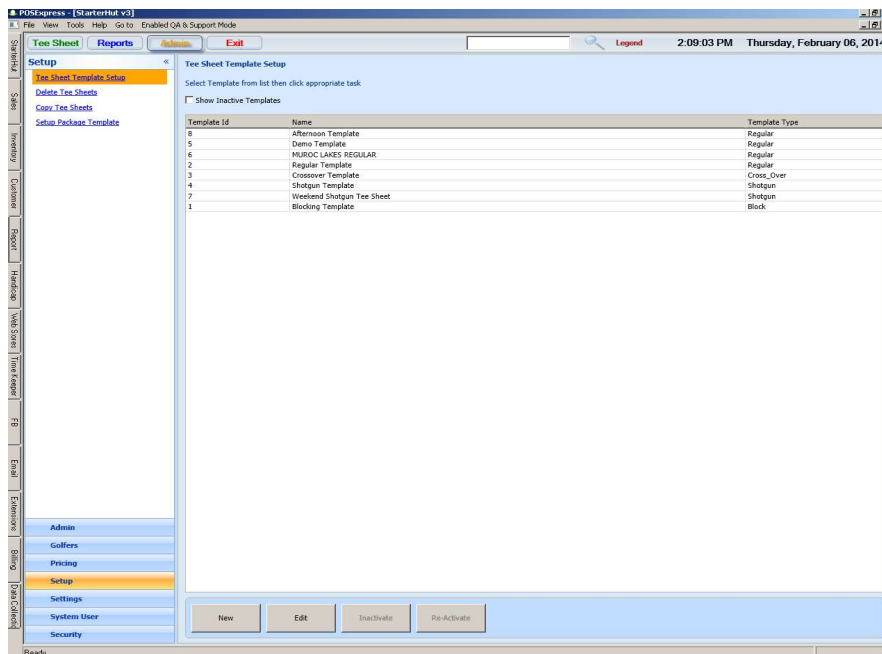 POSExpress - [StarterHut v3]
File View Tools Help Go to Enabled QA & Support Mode
Tee Sheet Reports Admin Exit Legend 2:09:03 PM Thursday, February 06, 2014
StarterHut
Sales
Inventory
Customer
Report
Handicap
Web Stores
Time Keeper
FB
Email
Extensions
Billing
Data Collectio
Setup «
Tee Sheet Template Setup
Delete Tee Sheets
Copy Tee Sheets
Setup Package Template
Admin
Golfers
Pricing
Setup
Settings
System User
Security
Tee Sheet Template Setup
Select Template from list then click appropriate task
Show Inactive Templates
Template Id Name Template Type
8 Afternoon Template Regular
5 Demo Template Regular
6 MUROC LAKES REGULAR Regular
2 Regular Template Regular
3 Crossover Template Cross_Over
4 Shotgun Template Shotgun
7 Weekend Shotgun Tee Sheet Shotgun
1 Blocking Template Block
New Edit Inactivate Re-Activate
Ready